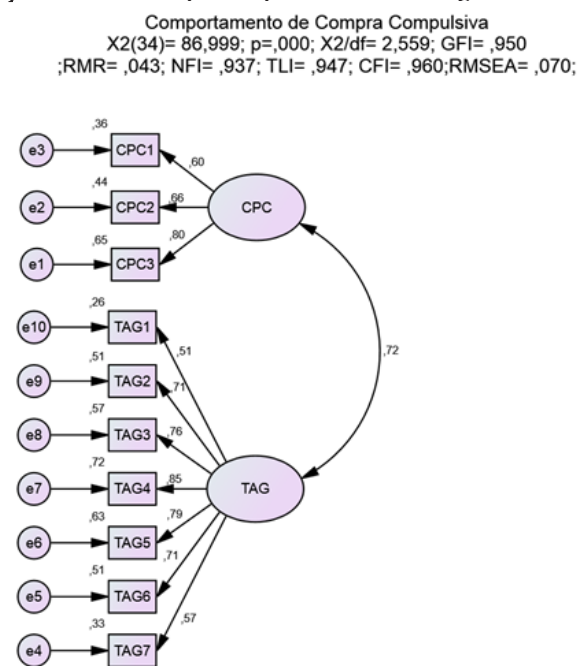 Comportamento de Compra Compulsiva
X2(34)= 86,999; p=,000; X2/df= 2,559; GFI= ,950
;RMR= ,043; NFI= ,937; TLI= ,947; CFI= ,960;RMSEA= ,070;
,36
e3 CPC1 ,60
,44
e2 CPC2 ,66 CPC
,65 ,80
e1 CPC3
,26
e10 TAG1
,51 ,51 ,72
e9 TAG2 ,71
,57
e8 TAG3 ,76
,72
e7 TAG4 ,85 TAG
,63 ,79
e6 TAG5
,51 ,71
e5 TAG6
,33 ,57
e4 TAG7